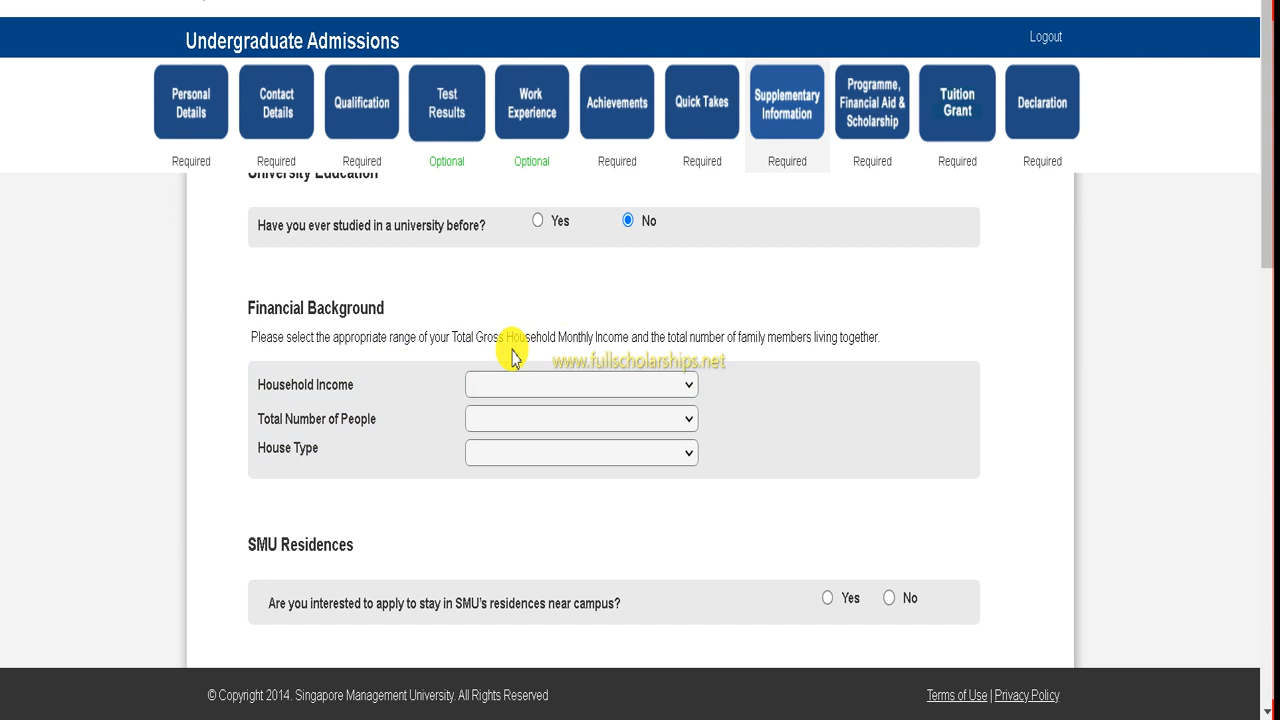 Undergraduate Admissions
Logout
Personal Details
Contact Details
Qualification
Test Results
Work Experience
Achievements
Quick Takes
Supplementary Information
Programme, Financial Aid & Scholarship
Tuition Grant
Declaration
Required
Required
Required
Optional
Optional
Required
Required
Required
Required
Required
Required
University Education
Have you ever studied in a university before?
Yes
No
Financial Background
Please select the appropriate range of your Total Gross Household Monthly Income and the total number of family members living together.
www.fullscholarships.net
Household Income
Total Number of People
House Type
SMU Residences
Are you interested to apply to stay in SMU's residences near campus?
Yes
No
© Copyright 2014. Singapore Management University. All Rights Reserved
Terms of Use | Privacy Policy